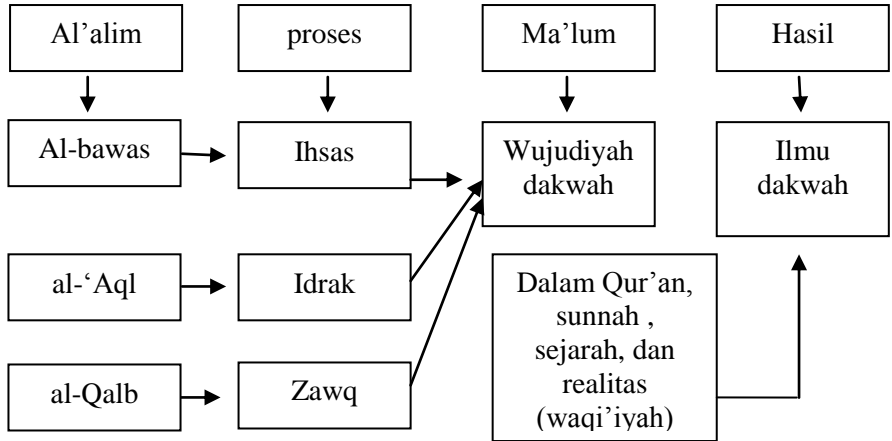 Al'alim
proses
Ma'lum
Hasil
Al-bawas
Ihsas
Wujudiyah
dakwah
Ilmu
dakwah
al-'Aql
Idrak
Dalam Qur'an,
sunnah ,
sejarah, dan
realitas
(waqi'iyah)
al-Qalb
Zawq